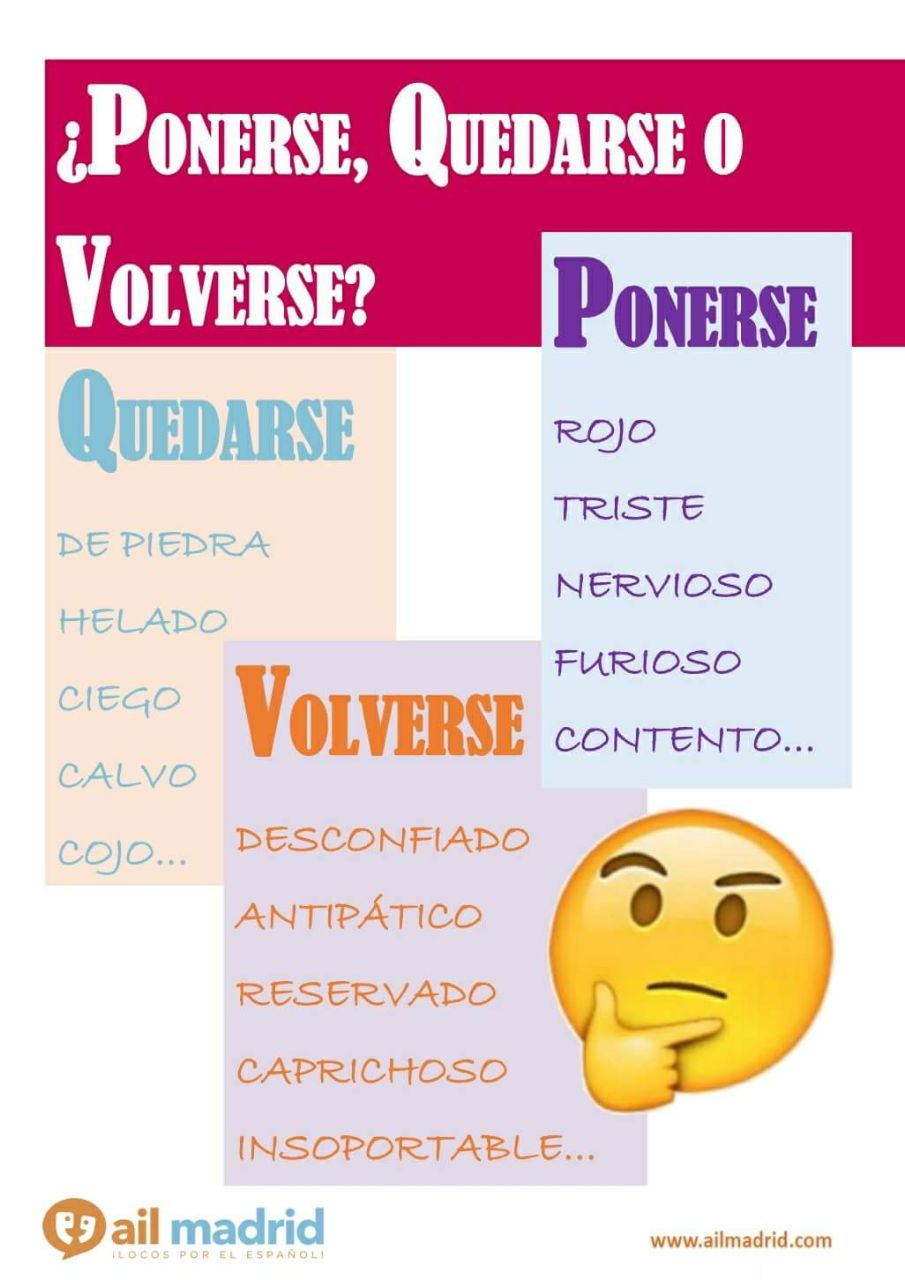 ¿PONERSE, QUEDARSE O
VOLVERSE?
PONERSE
ROJO
TRISTE
NERVIOSO
FURIOSO
CONTENTO...
QUEDARSE
DE PIEDRA
HELADO
CIEGO
CALVO
COJO...
VOLVERSE
DESCONFIADO
ANTIPÁTICO
RESERVADO
CAPRICHOSO
INSOPORTABLE...
ail madrid
¡LOCOS POR EL ESPAÑOL!
www.ailmadrid.com